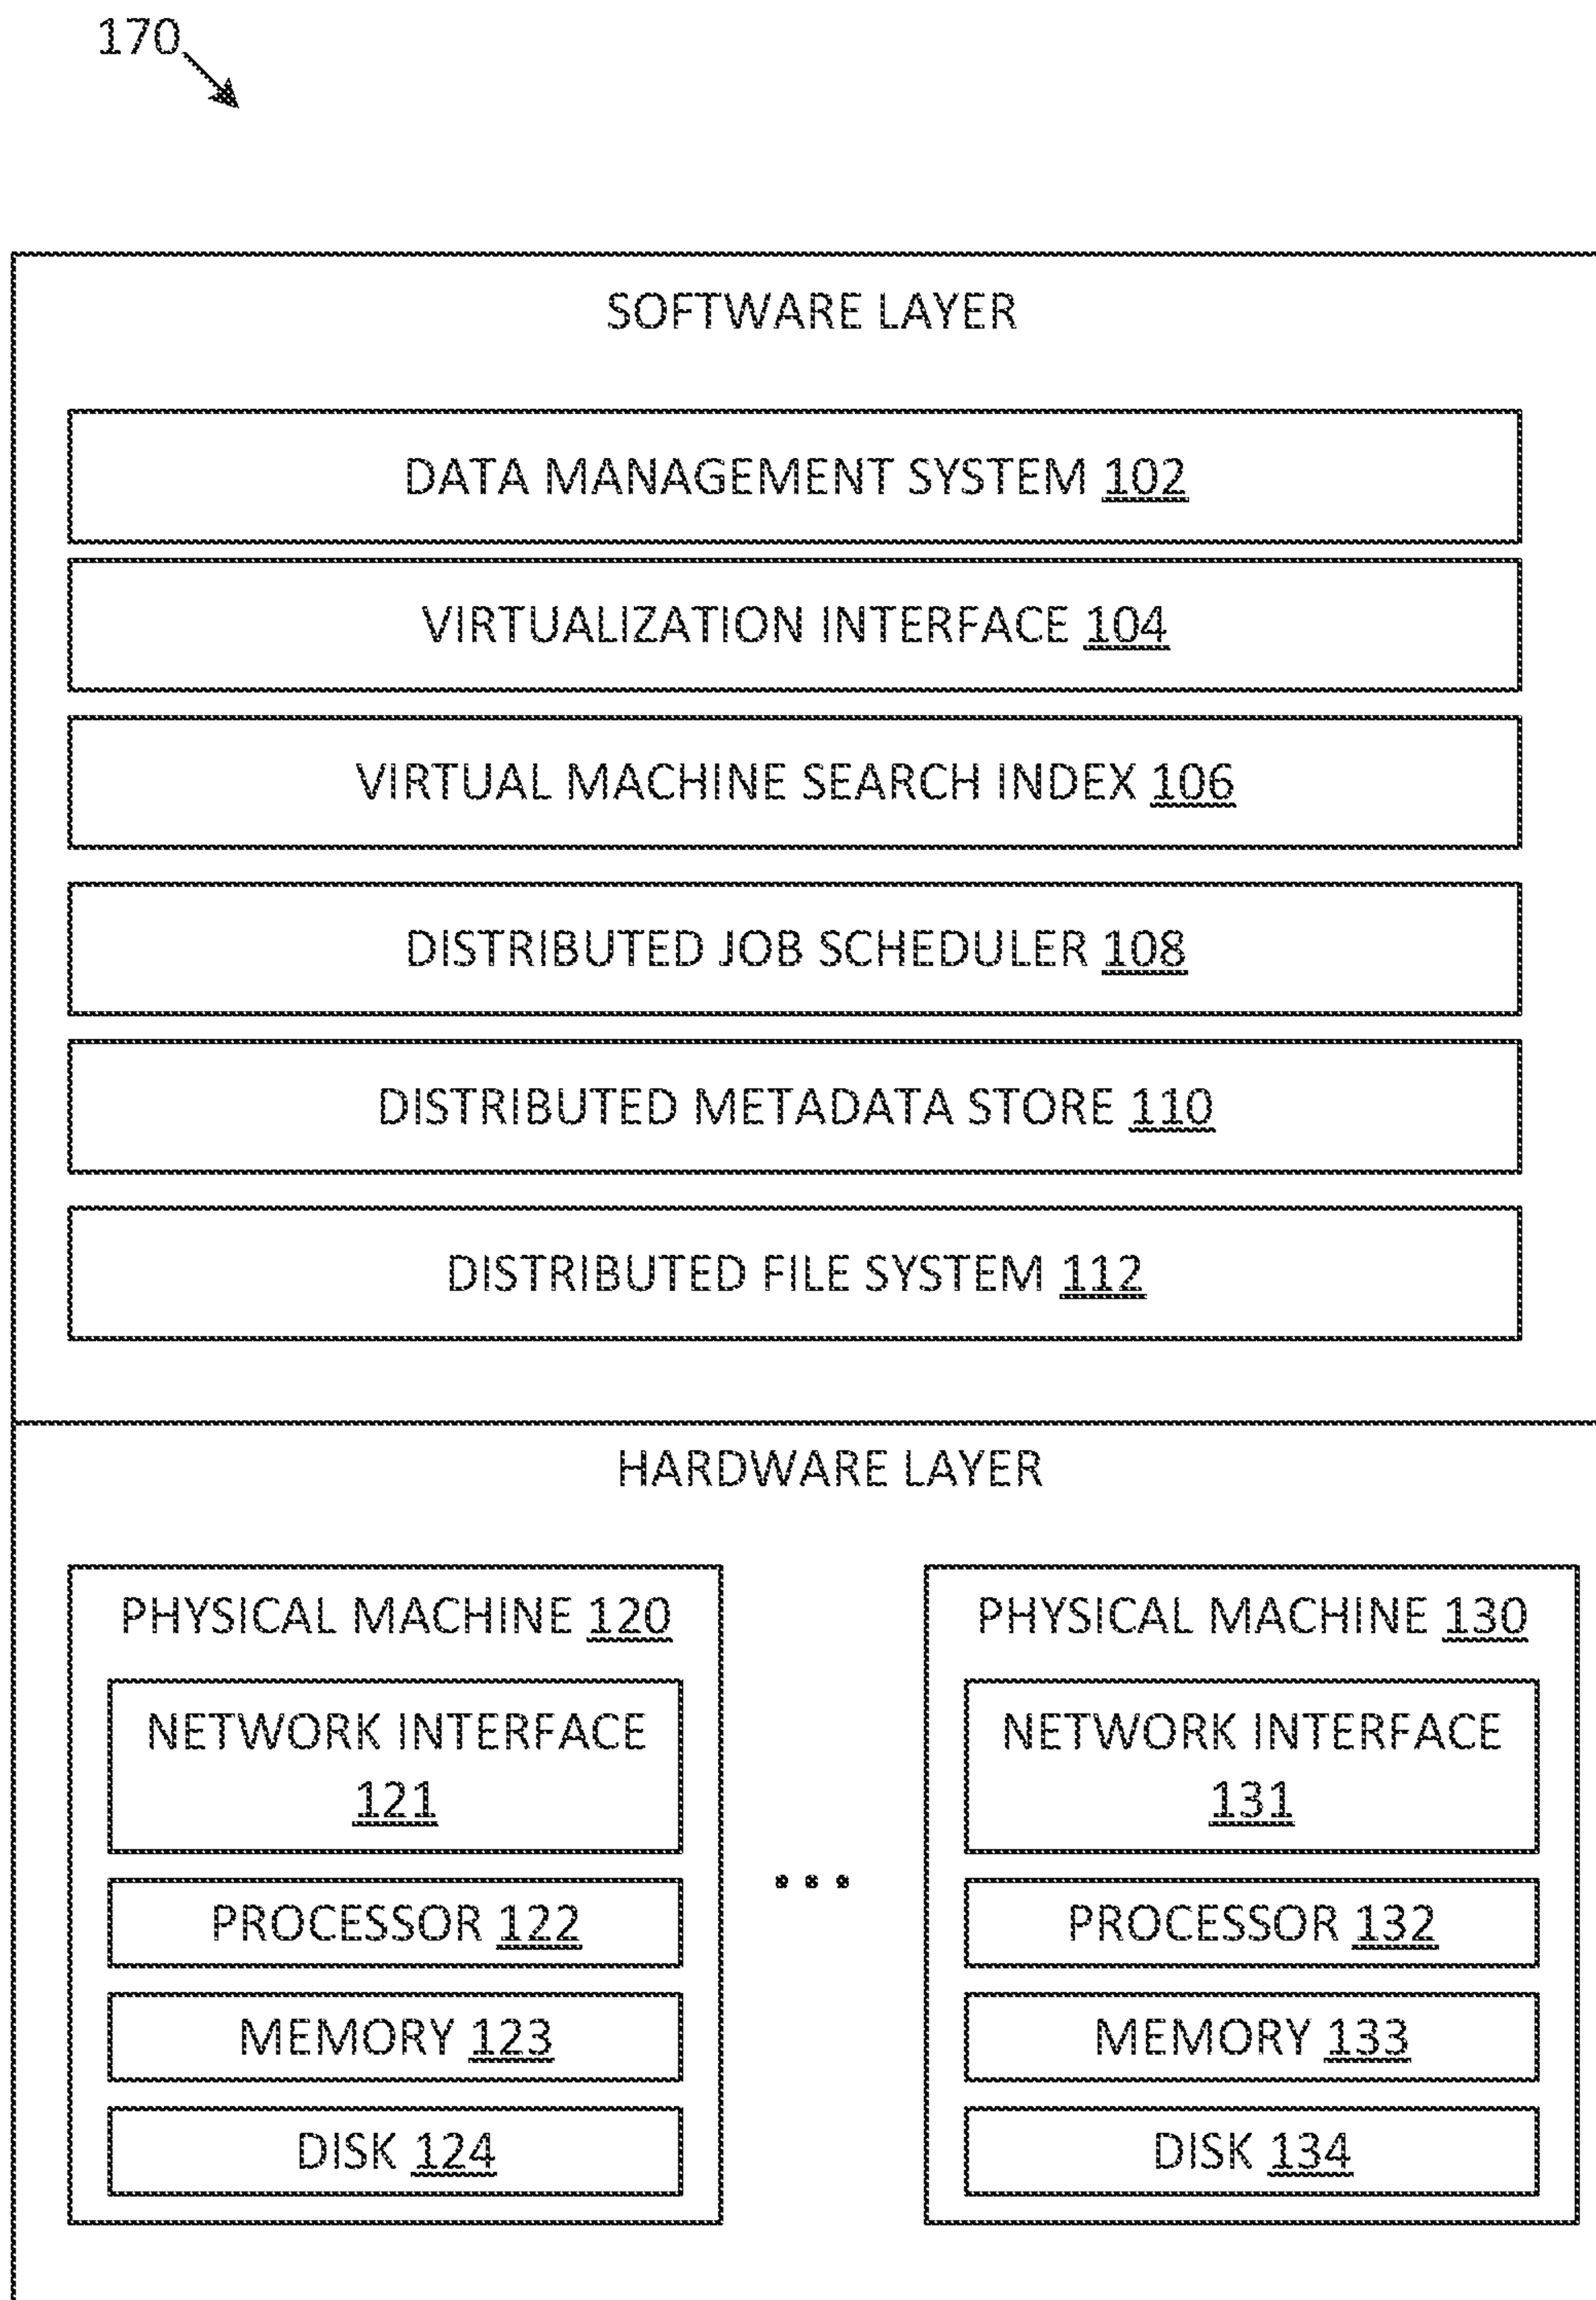 170
SOFTWARE LAYER
DATA MANAGEMENT SYSTEM 102
VIRTUALIZATION INTERFACE 104
VIRTUAL MACHINE SEARCH INDEX 106
DISTRIBUTED JOB SCHEDULER 108
DISTRIBUTED METADATA STORE 110
DISTRIBUTED FILE SYSTEM 112
HARDWARE LAYER
PHYSICAL MACHINE 120
NETWORK INTERFACE
121
PROCESSOR 122
MEMORY 123
DISK 124
...
PHYSICAL MACHINE 130
NETWORK INTERFACE
131
PROCESSOR 132
MEMORY 133
DISK 134